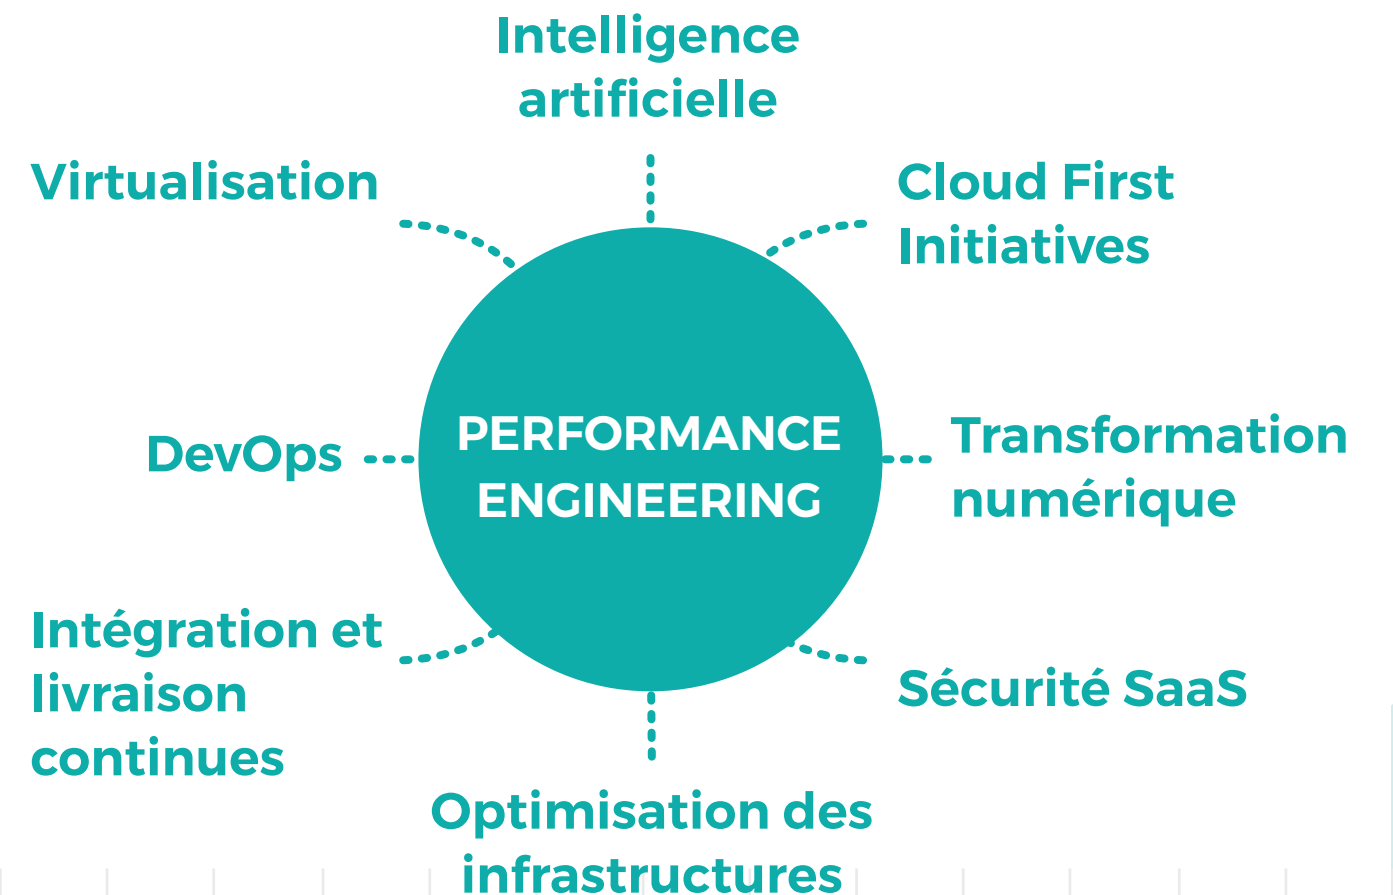 Intelligence
artificielle
Virtualisation
Cloud First
Initiatives
PERFORMANCE
ENGINEERING
DevOps
Transformation
numérique
Intégration et
livraison
continues
Sécurité SaaS
Optimisation des
infrastructures